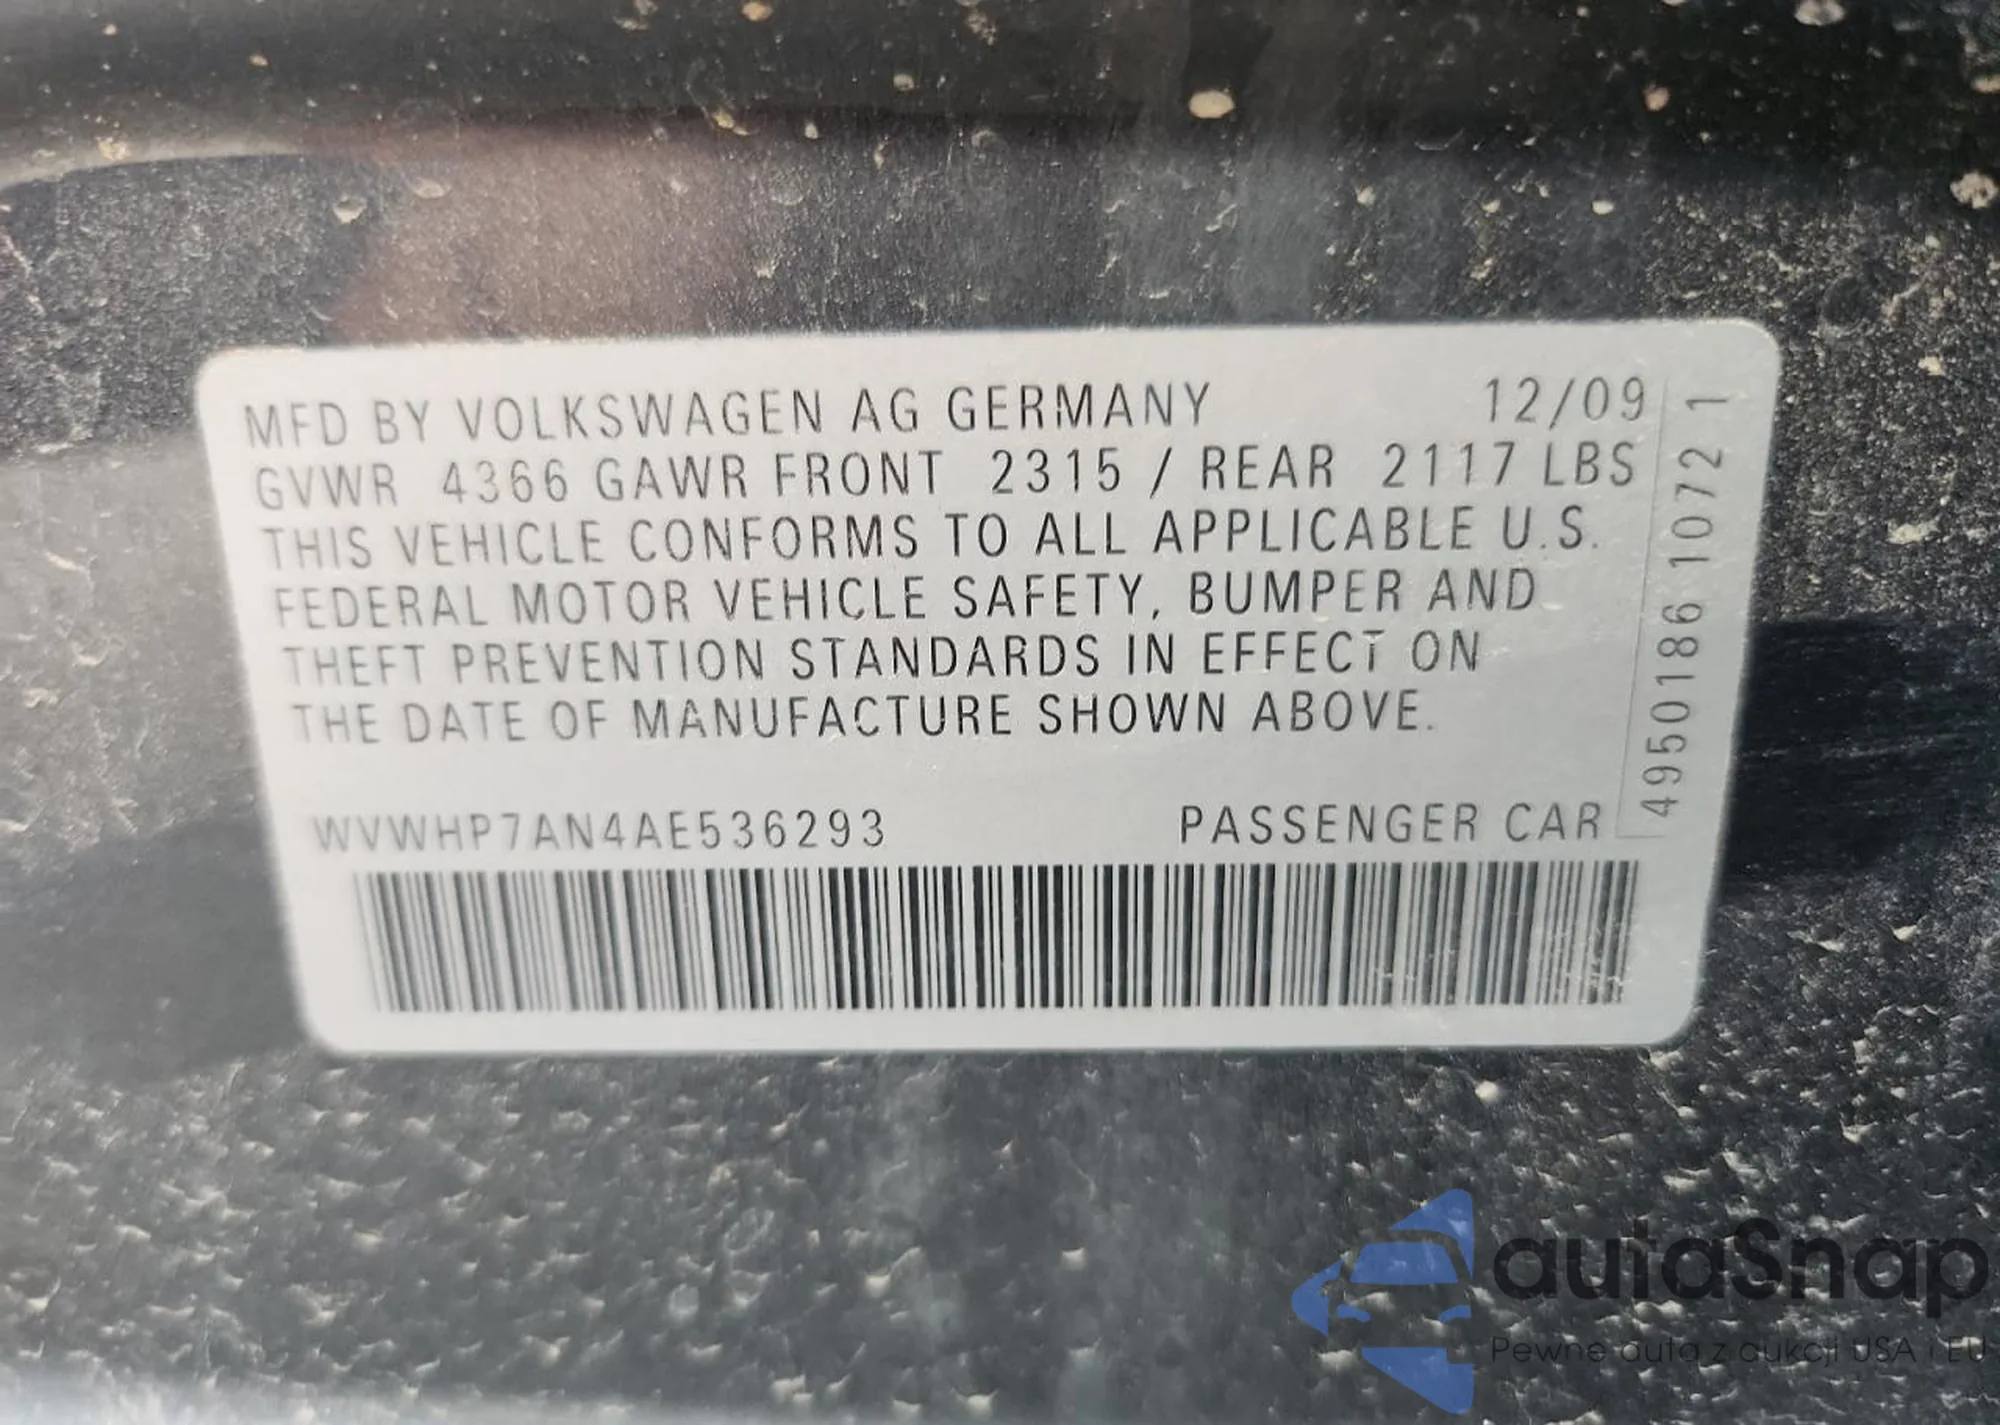 MFD BY VOLKSWAGEN AG GERMANY 12/09
GVWR 4366 GAWR FRONT 2315 / REAR 2117 LBS
THIS VEHICLE CONFORMS TO ALL APPLICABLE U.S.
FEDERAL MOTOR VEHICLE SAFETY, BUMPER AND
THEFT PREVENTION STANDARDS IN EFFECT ON
THE DATE OF MANUFACTURE SHOWN ABOVE.
WVWHP7AN4AE536293 PASSENGER CAR
4950186 1072 1
autaSnap
Pewne auta z aukcji USA i EU